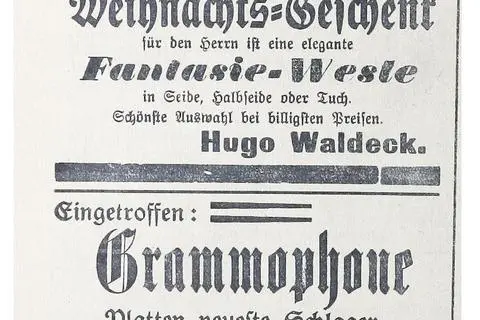 Weihnachts-Geschenk
für den Herrn ist eine elegante
Fantasie-Weste
in Seide, Halbseide oder Tuch.
Schönste Auswahl bei billigsten Preisen.
Hugo Waldeck.
Eingetroffen:
Grammophone
Platten neueste Schlager